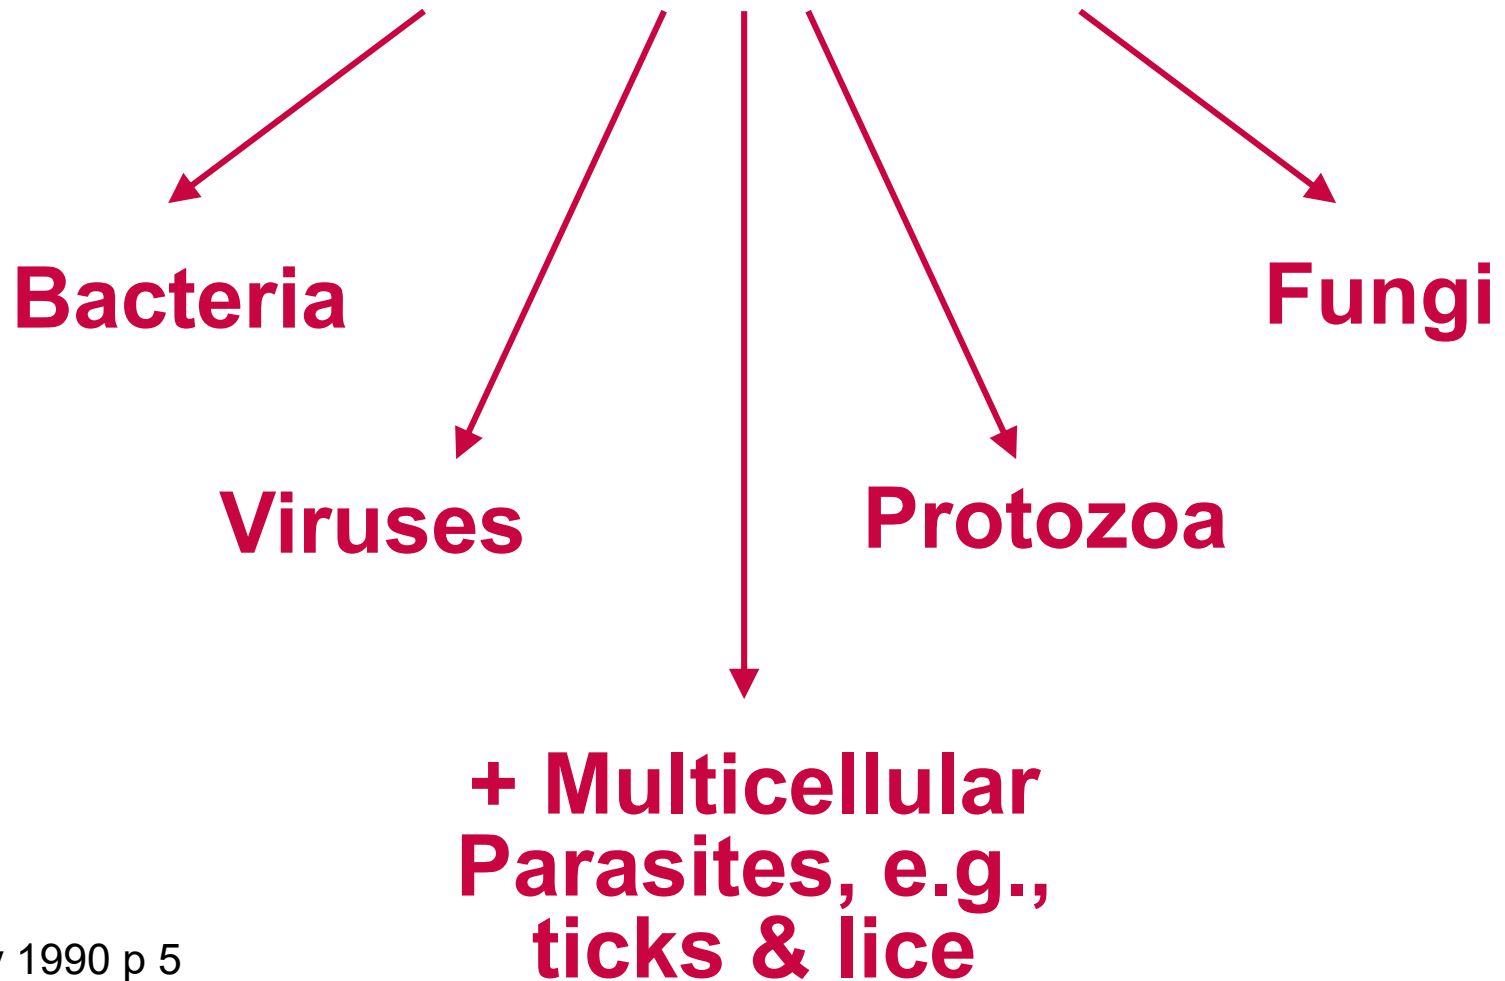 Bacteria
Fungi
Viruses
Protozoa
+ Multicellular
Parasites, e.g.,
ticks & lice
1990 p 5